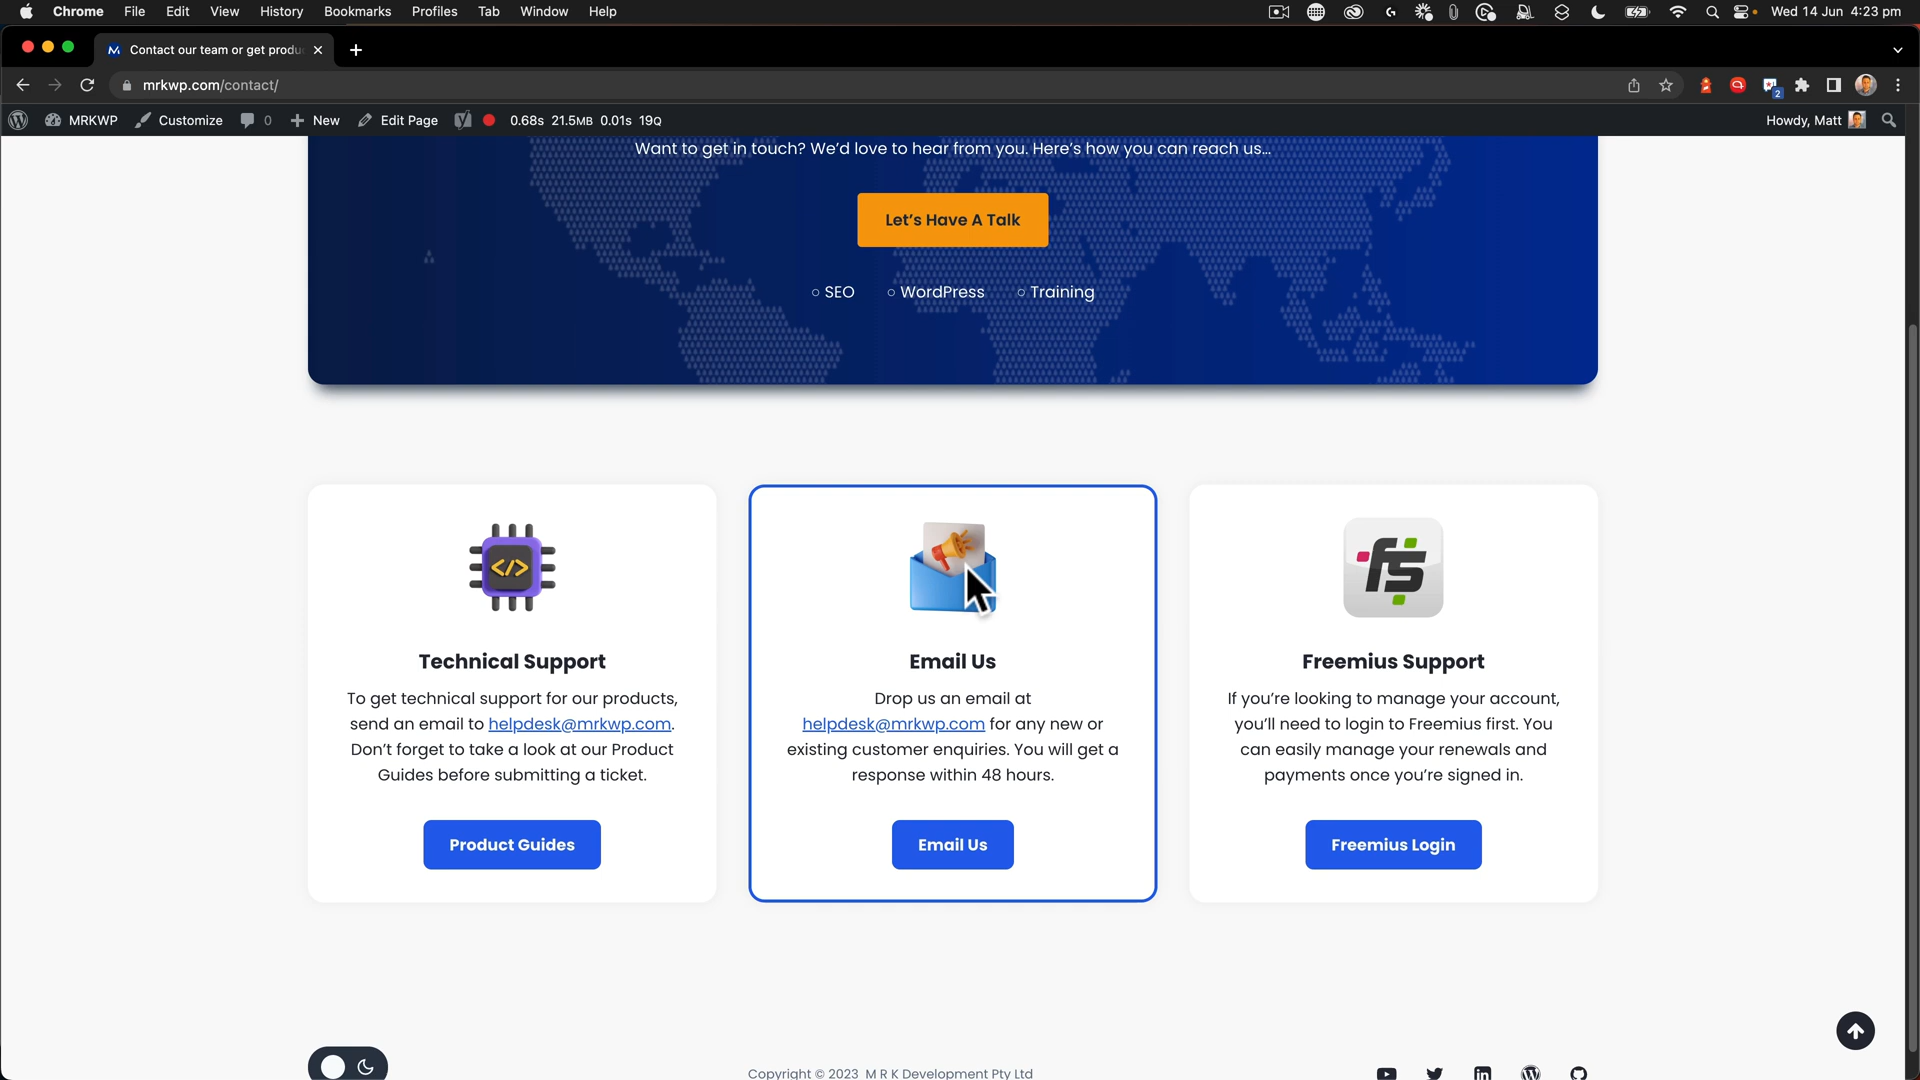 Chrome File Edit View History Bookmarks Profiles Tab Window Help Wed 14 Jun 4:23 pm
Contact our team or get produ
mrkwp.com/contact/
2
MRKWP Customize 0 New Edit Page 0.68s 21.5MB 0.01s 19Q Howdy, Matt
Want to get in touch? We'd love to hear from you. Here's how you can reach us...
Let's Have A Talk
SEO WordPress Training
</>
Technical Support
To get technical support for our products,
send an email to helpdesk@mrkwp.com.
Don't forget to take a look at our Product
Guides before submitting a ticket.
Product Guides
Email Us
Drop us an email at
helpdesk@mrkwp.com for any new or
existing customer enquiries. You will get a
response within 48 hours.
Email Us
fs
Freemius Support
If you're looking to manage your account,
you'll need to login to Freemius first. You
can easily manage your renewals and
payments once you're signed in.
Freemius Login
Copyright © 2023 M R K Development Pty Ltd